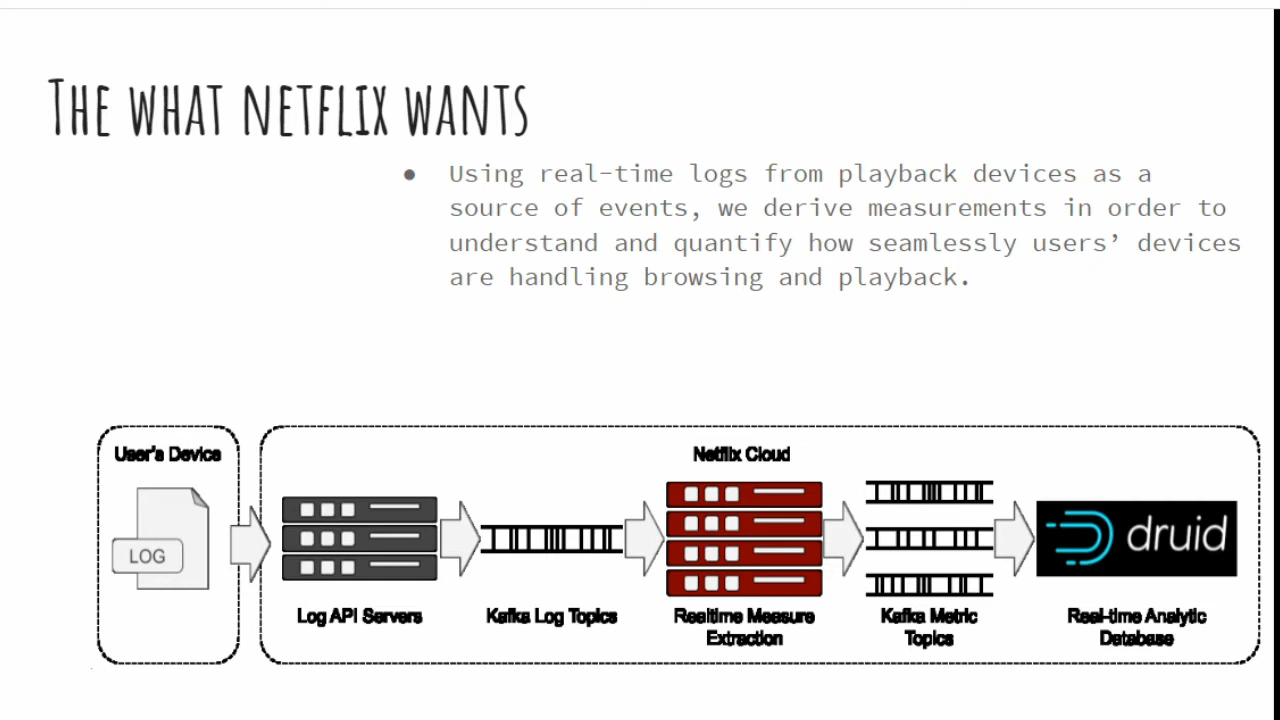 The what netflix wants
● Using real-time logs from playback devices as a
source of events, we derive measurements in order to
understand and quantify how seamlessly users’ devices
are handling browsing and playback.
User's Device
Netflix Cloud
LOG
druid
Log API Servers
Kafka Log Topics
Realtime Measure
Extraction
Kafka Metric
Topics
Real-time Analytic
Database